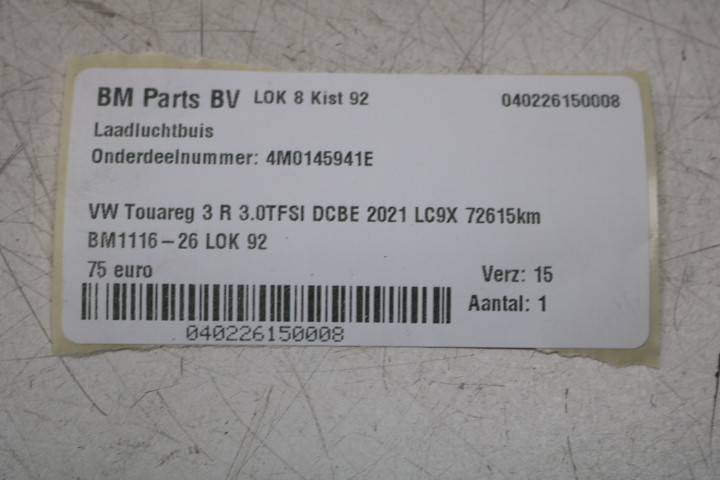 BM Parts BV LOK 8 Kist 92 040226150008
Laadluchtbuis
Onderdeelnummer: 4M0145941E
VW Touareg 3 R 3.0TFSI DCBE 2021 LC9X 72615km
BM1116-26 LOK 92
75 euro Verz: 15
Aantal: 1
040226150008